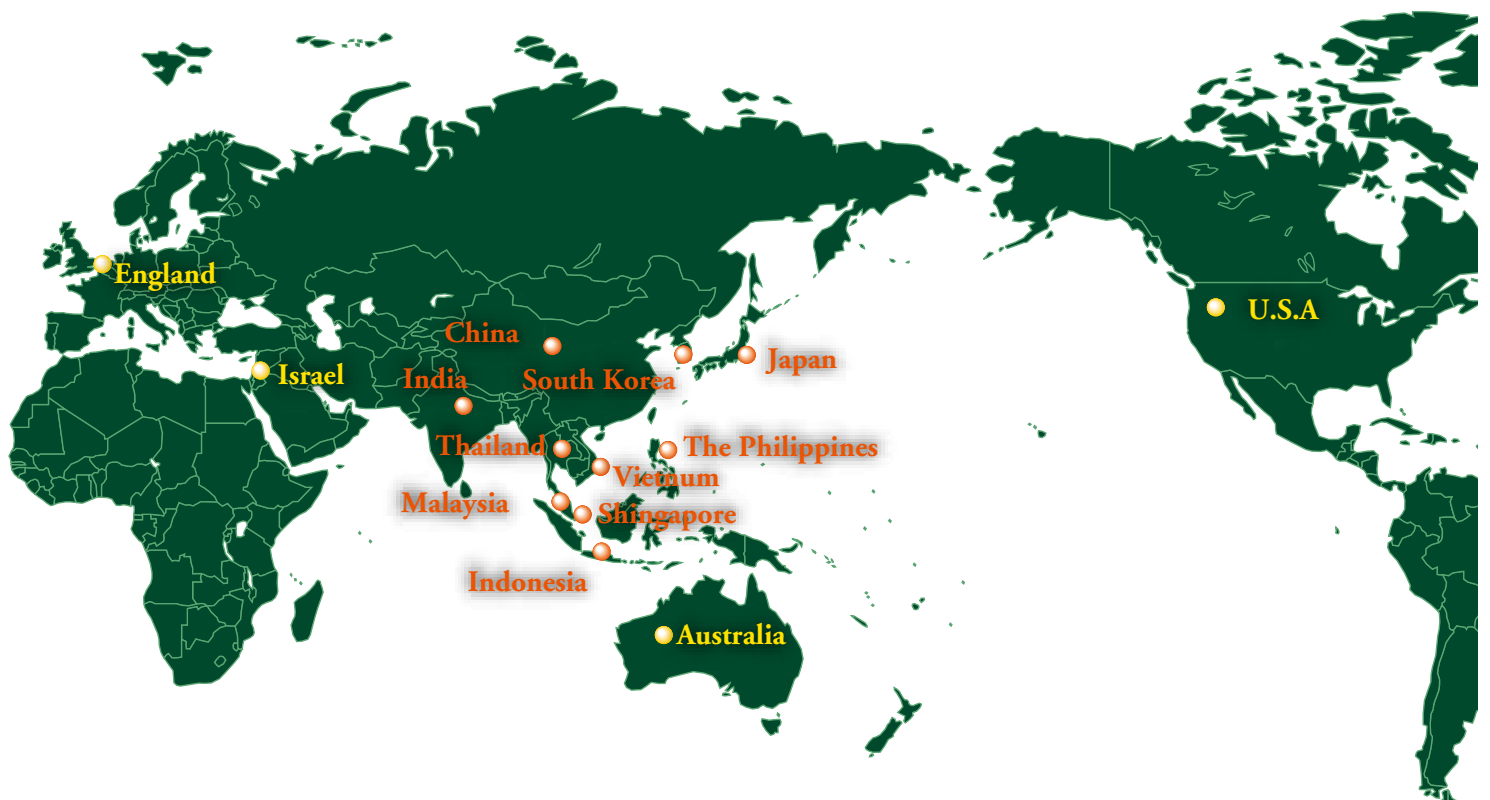 England
U.S.A
China
Japan
Israel
India
South Korea
Thailand
The Philippines
Vietnum
Malaysia
Shingapore
Indonesia
Australia